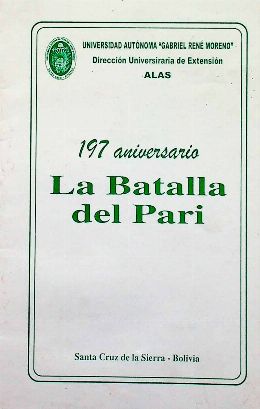 UNIVERSIDAD AUTÓNOMA "GABRIEL RENÉ MORENO"
Dirección Universiraria de Extensión
ALAS
197 aniversario
La Batalla
del Pari
Santa Cruz de la Sierra - Bolivia